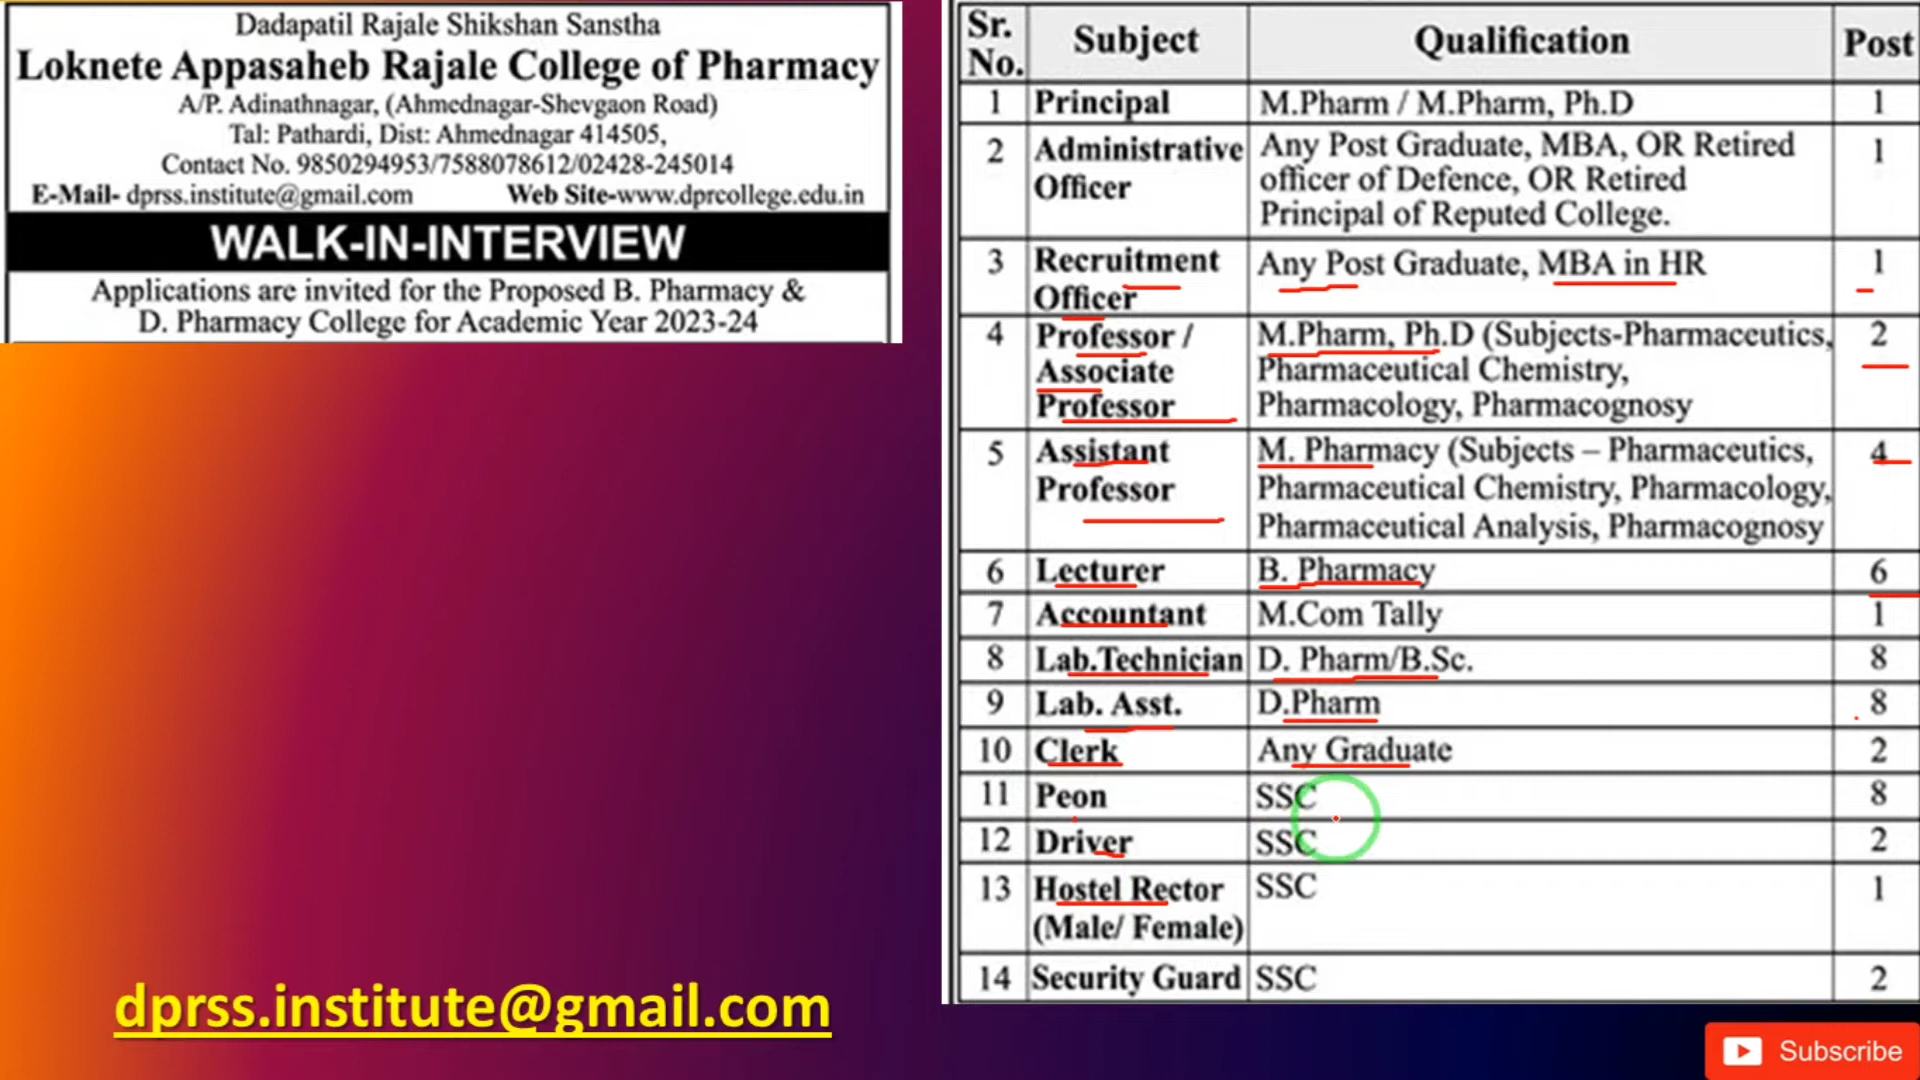 Dadapatil Rajale Shikshan Sanstha
Loknete Appasaheb Rajale College of Pharmacy
A/P. Adinathnagar, (Ahmednagar-Shevgaon Road)
Tal: Pathardi, Dist: Ahmednagar 414505,
Contact No. 9850294953/7588078612/02428-245014
E-Mail- dprss.institute@gmail.com Web Site-www.dprcollege.edu.in
WALK-IN-INTERVIEW
Applications are invited for the Proposed B. Pharmacy &
D. Pharmacy College for Academic Year 2023-24
dprss.institute@gmail.com
Sr. No. Subject Qualification Post
1 Principal M.Pharm / M.Pharm, Ph.D 1
2 Administrative Any Post Graduate, MBA, OR Retired 1
Officer officer of Defence, OR Retired
Principal of Reputed College.
3 Recruitment Any Post Graduate, MBA in HR 1
Officer
4 Professor / M.Pharm, Ph.D (Subjects-Pharmaceutics, 2
Associate Pharmaceutical Chemistry,
Professor Pharmacology, Pharmacognosy
5 Assistant M. Pharmacy (Subjects – Pharmaceutics, 4
Professor Pharmaceutical Chemistry, Pharmacology,
Pharmaceutical Analysis, Pharmacognosy
6 Lecturer B. Pharmacy 6
7 Accountant M.Com Tally 1
8 Lab.Technician D. Pharm/B.Sc. 8
9 Lab. Asst. D.Pharm 8
10 Clerk Any Graduate 2
11 Peon SSC 8
12 Driver SSC 2
13 Hostel Rector SSC 1
(Male/ Female)
14 Security Guard SSC 2
Subscribe